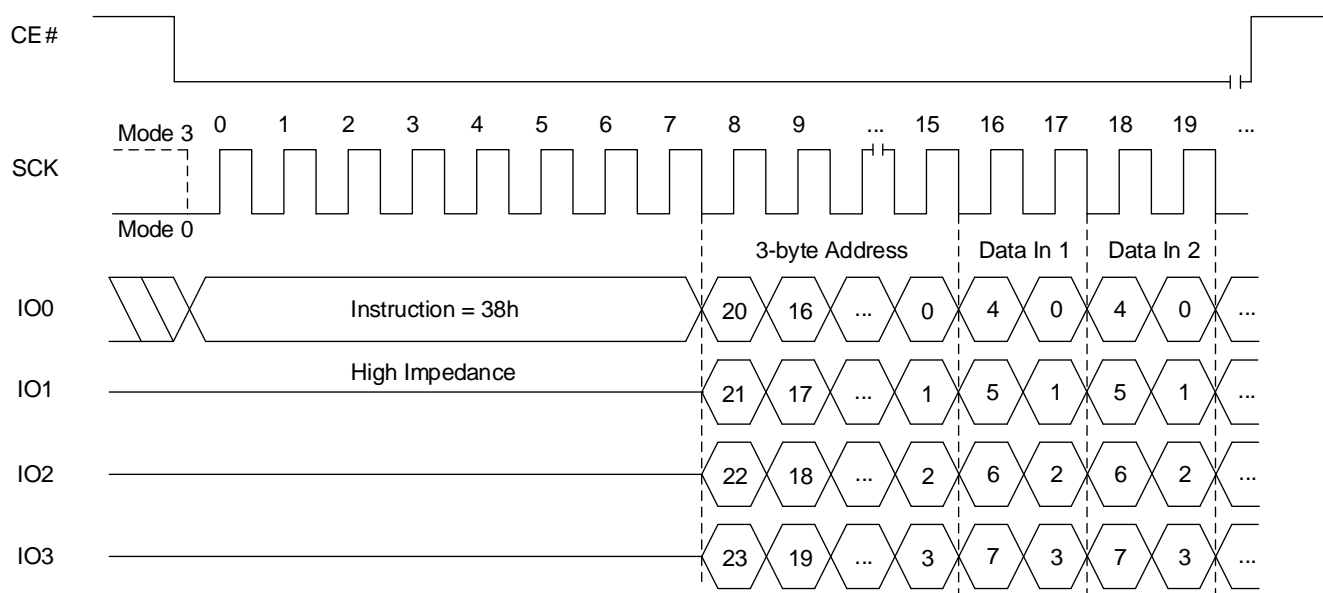 CE#
Mode 3 0 1 2 3 4 5 6 7 8 9 ... 15 16 17 18 19 ...
SCK
Mode 0
3-byte Address Data In 1 Data In 2
IO0 Instruction = 38h 20 16 ... 0 4 0 4 0 ...
High Impedance
IO1 21 17 ... 1 5 1 5 1 ...
IO2 22 18 ... 2 6 2 6 2 ...
IO3 23 19 ... 3 7 3 7 3 ...